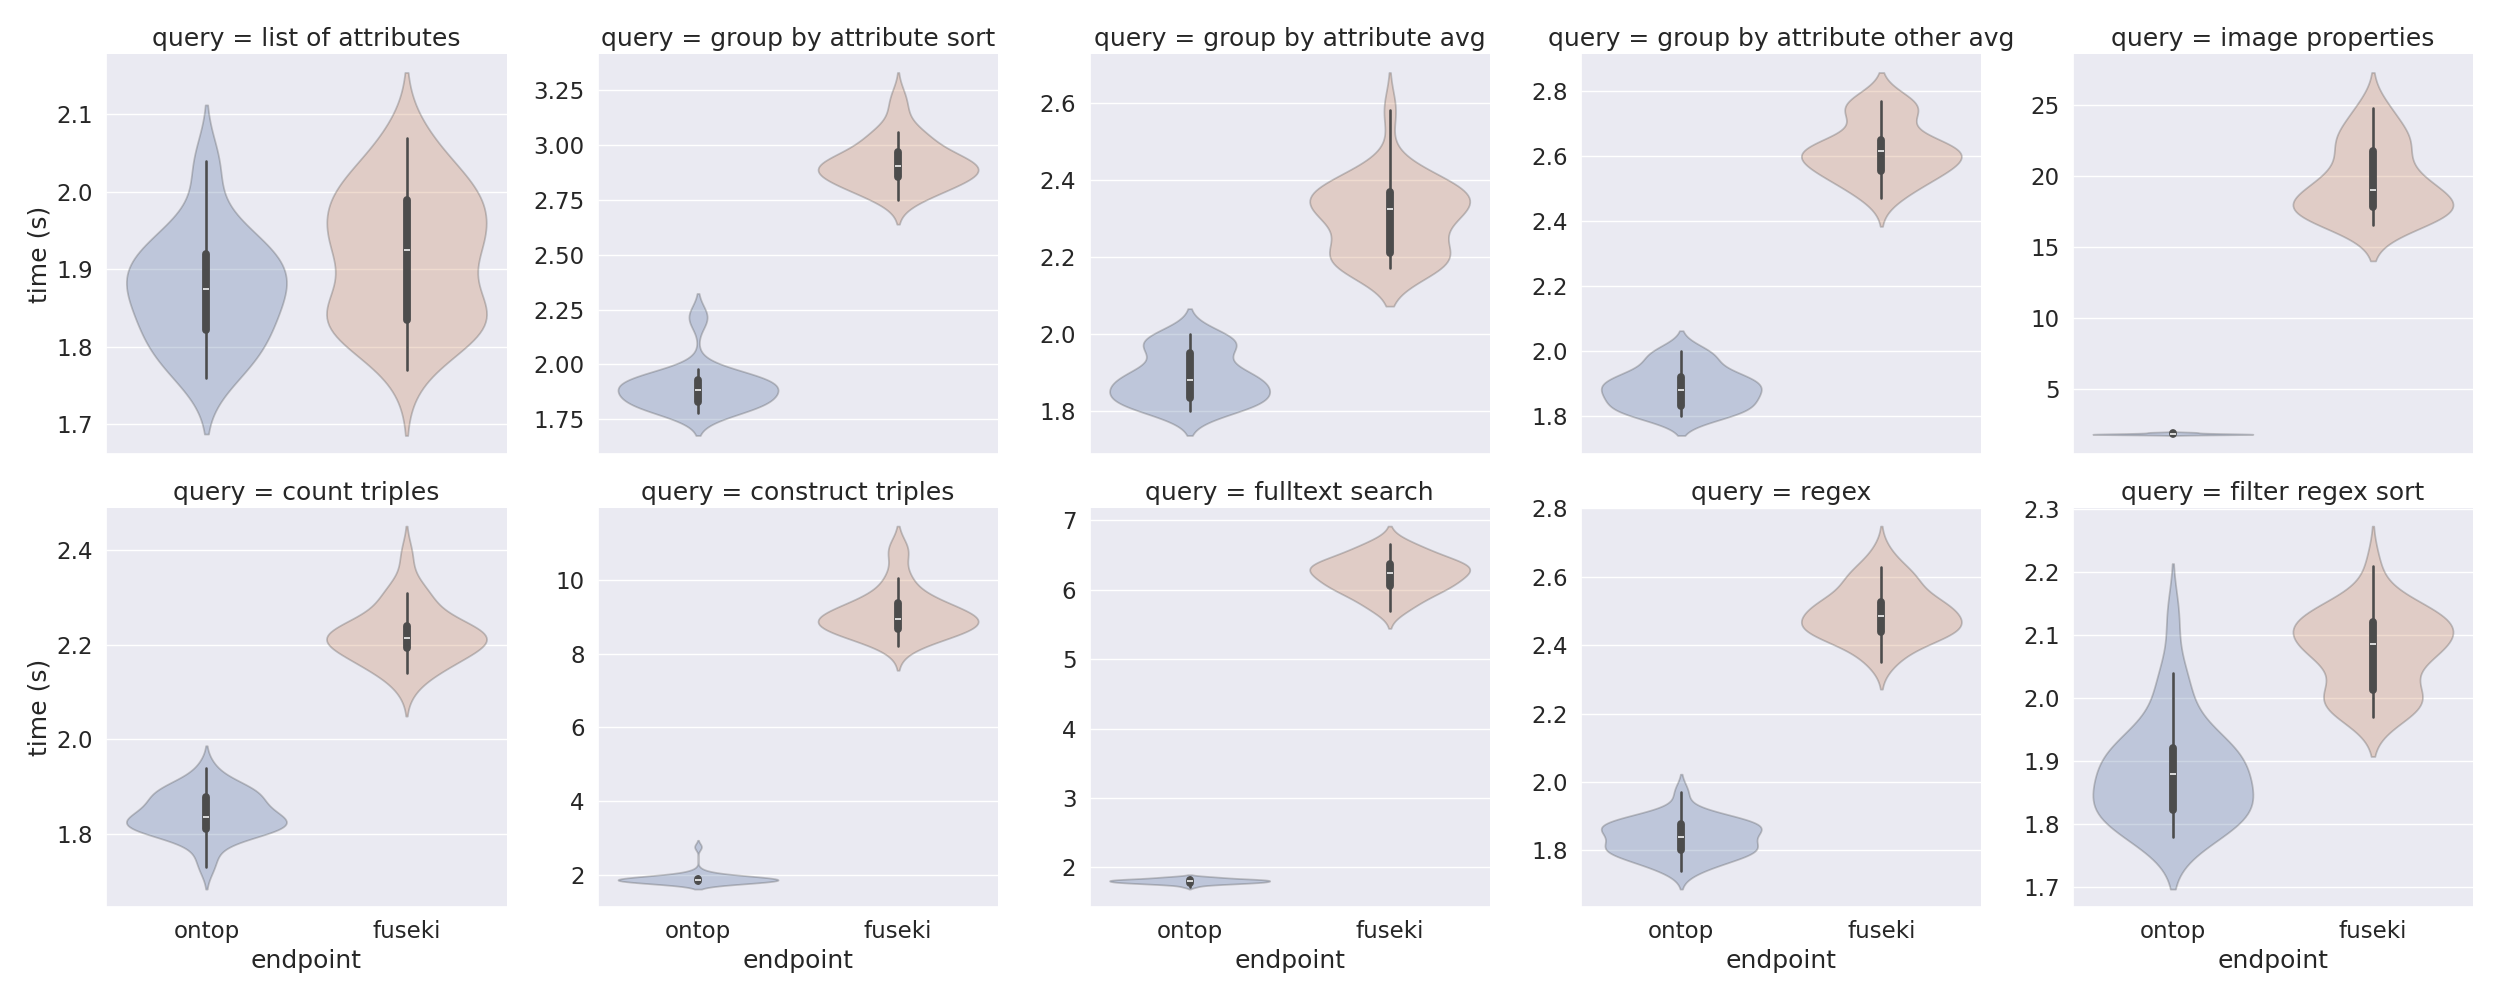 query = list of attributes
query = group by attribute sort
query = group by attribute avg
query = group by attribute other avg
query = image properties
time (s)
2.1
2.0
1.9
1.8
1.7
3.25
3.00
2.75
2.50
2.25
2.00
1.75
2.6
2.4
2.2
2.0
1.8
2.8
2.6
2.4
2.2
2.0
1.8
25
20
15
10
5
query = count triples
query = construct triples
query = fulltext search
query = regex
query = filter regex sort
time (s)
2.4
2.2
2.0
1.8
10
8
6
4
2
7
6
5
4
3
2
2.8
2.6
2.4
2.2
2.0
1.8
2.3
2.2
2.1
2.0
1.9
1.8
1.7
ontop fuseki
endpoint
ontop fuseki
endpoint
ontop fuseki
endpoint
ontop fuseki
endpoint
ontop fuseki
endpoint